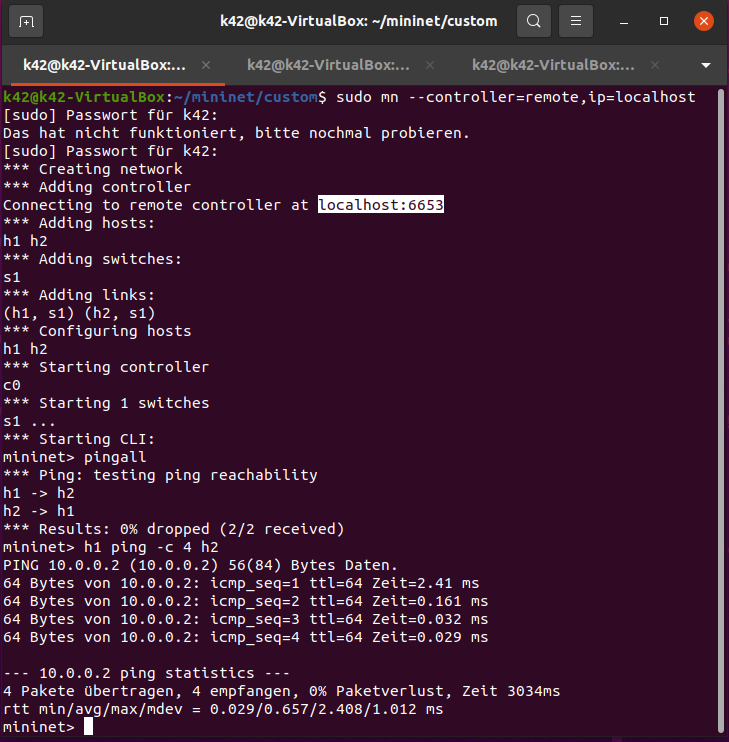 k42@k42-VirtualBox: ~/mininet/custom
k42@k42-VirtualBox:... × k42@k42-VirtualBox:... × k42@k42-VirtualBox:... ×
k42@k42-VirtualBox:~/mininet/custom$ sudo mn --controller=remote,ip=localhost
[sudo] Passwort für k42:
Das hat nicht funktioniert, bitte nochmal probieren.
[sudo] Passwort für k42:
*** Creating network
*** Adding controller
Connecting to remote controller at localhost:6653
*** Adding hosts:
h1 h2
*** Adding switches:
s1
*** Adding links:
(h1, s1) (h2, s1)
*** Configuring hosts
h1 h2
*** Starting controller
c0
*** Starting 1 switches
s1 ...
*** Starting CLI:
mininet> pingall
*** Ping: testing ping reachability
h1 -> h2
h2 -> h1
*** Results: 0% dropped (2/2 received)
mininet> h1 ping -c 4 h2
PING 10.0.0.2 (10.0.0.2) 56(84) Bytes Daten.
64 Bytes von 10.0.0.2: icmp_seq=1 ttl=64 Zeit=2.41 ms
64 Bytes von 10.0.0.2: icmp_seq=2 ttl=64 Zeit=0.161 ms
64 Bytes von 10.0.0.2: icmp_seq=3 ttl=64 Zeit=0.032 ms
64 Bytes von 10.0.0.2: icmp_seq=4 ttl=64 Zeit=0.029 ms
--- 10.0.0.2 ping statistics ---
4 Pakete übertragen, 4 empfangen, 0% Paketverlust, Zeit 3034ms
rtt min/avg/max/mdev = 0.029/0.657/2.408/1.012 ms
mininet>